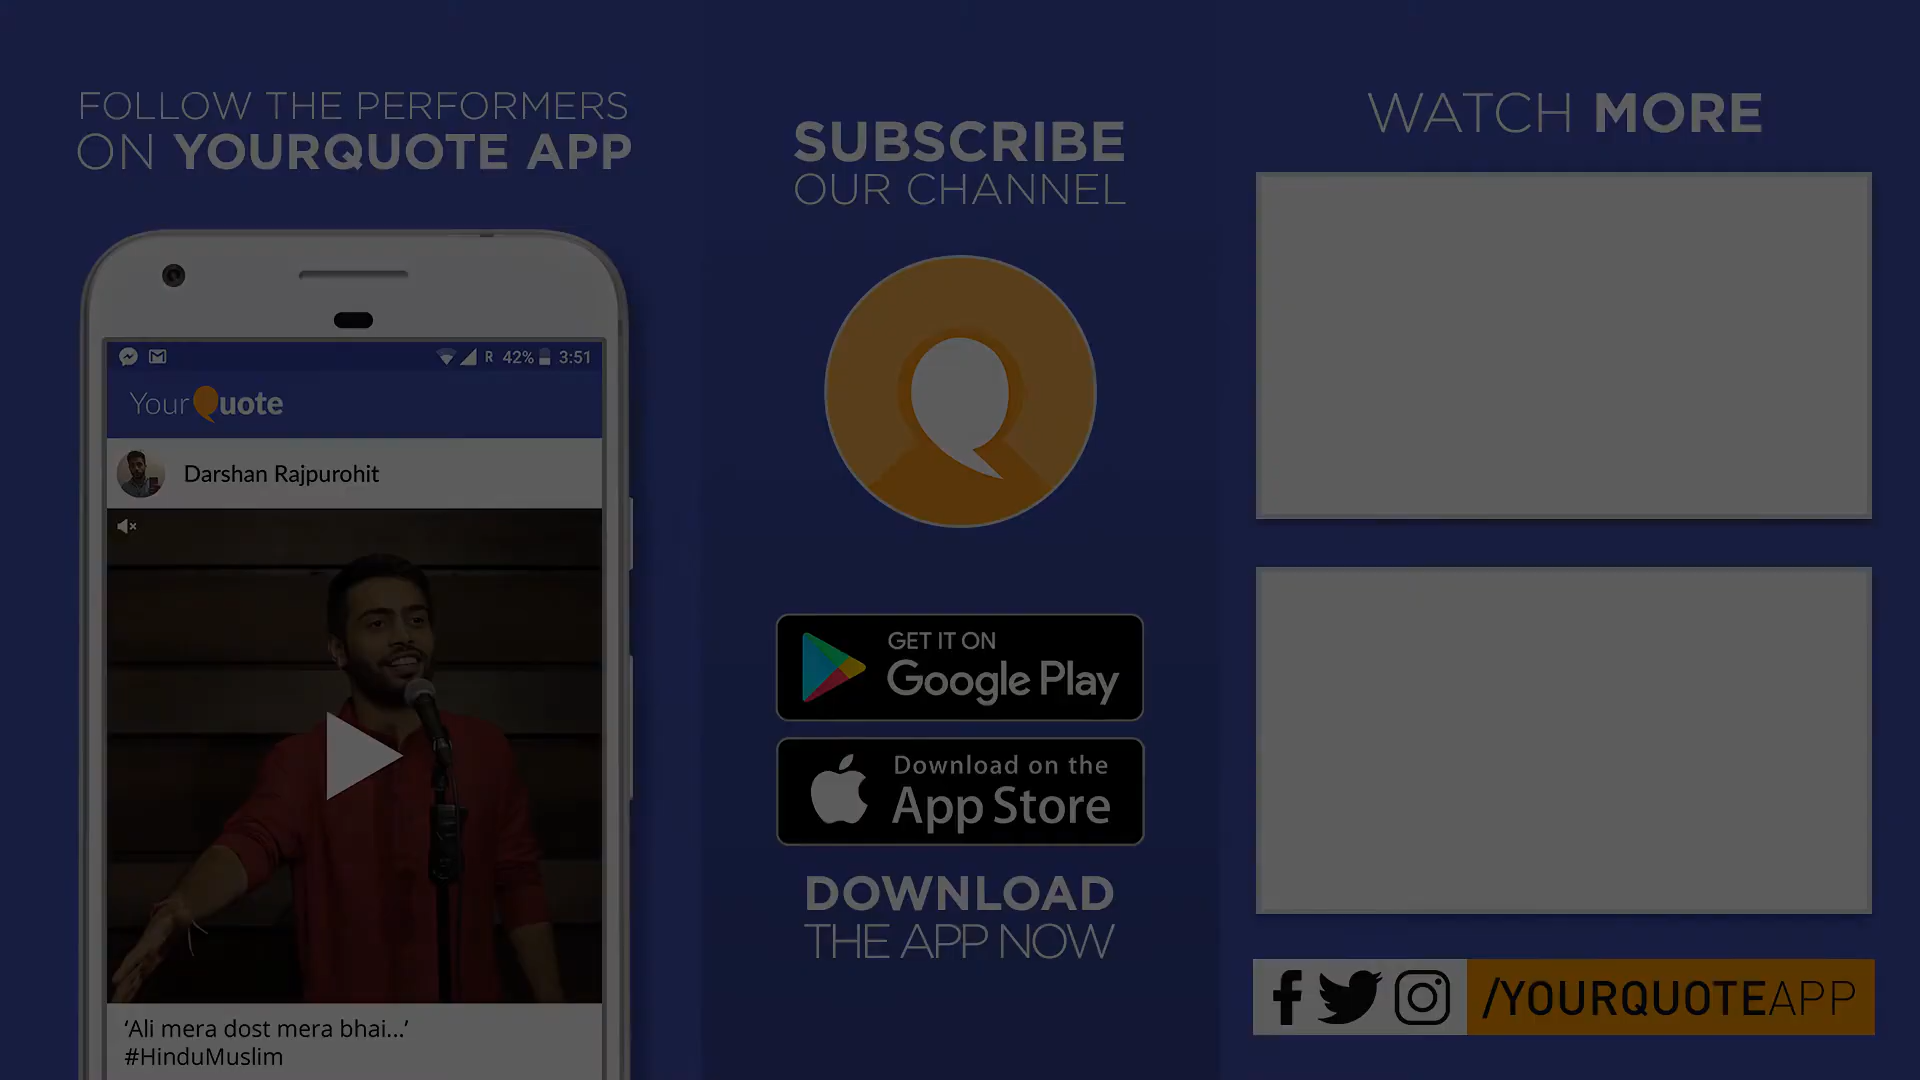 FOLLOW THE PERFORMERS
ON YOURQUOTE APP
R 42% 3:51
YourQuote
Darshan Rajpurohit
‘Ali mera dost mera bhai...’
#HinduMuslim
SUBSCRIBE
OUR CHANNEL
GET IT ON
Google Play
Download on the
App Store
DOWNLOAD
THE APP NOW
WATCH MORE
/YOURQUOTEAPP